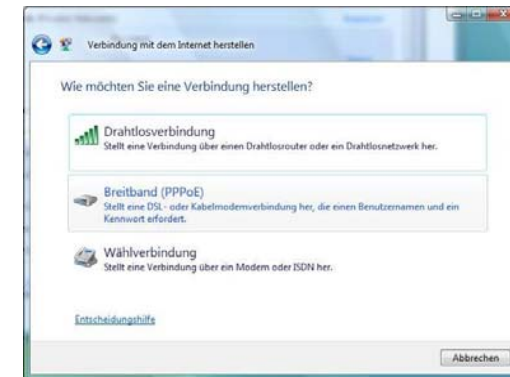 Verbindung mit dem Internet herstellen
Wie möchten Sie eine Verbindung herstellen?
Drahtlosverbindung
Stellt eine Verbindung über einen Drahtlosrouter oder ein Drahtlosnetzwerk her.
Breitband (PPPoE)
Stellt eine DSL- oder Kabelmodemverbindung her, die einen Benutzernamen und ein
Kennwort erfordert.
Wählverbindung
Stellt eine Verbindung über ein Modem oder ISDN her.
Entscheidungshilfe
Abbrechen